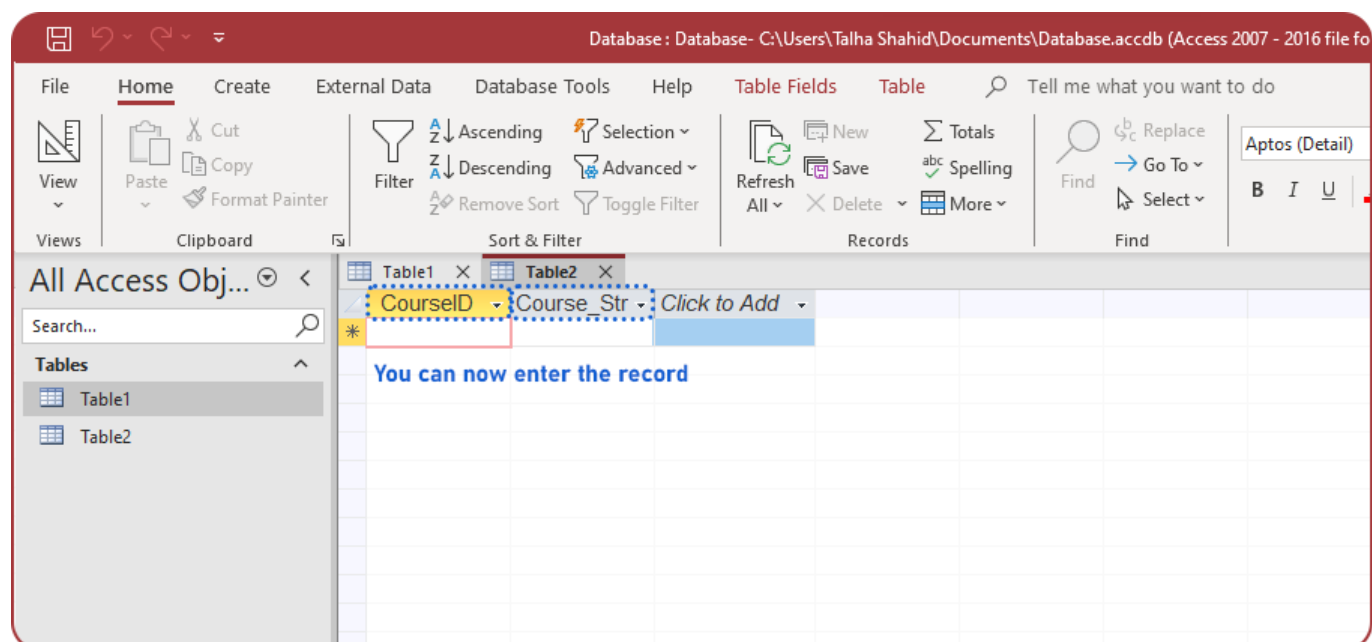 Database : Database- C:\Users\Talha Shahid\Documents\Database.accdb (Access 2007 - 2016 file fo
File Home Create External Data Database Tools Help Table Fields Table Tell me what you want to do
View
Views
Paste
Cut
Copy
Format Painter
Clipboard
Filter
Ascending
Descending
Remove Sort
Selection
Advanced
Toggle Filter
Sort & Filter
Refresh
All
New
Save
Delete
Totals
Spelling
More
Records
Find
Replace
Go To
Select
Find
Aptos (Detail)
B I U
All Access Obj...
Search...
Tables
Table1
Table2
Table1 Table2
CourseID Course_Str Click to Add
You can now enter the record